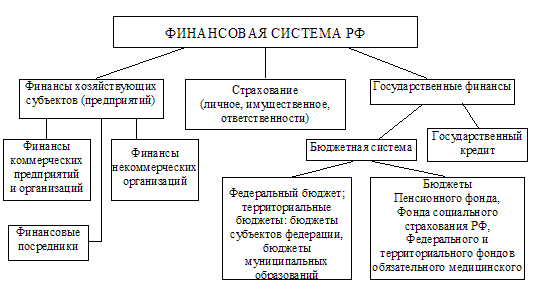 ФИНАНСОВАЯ СИСТЕМА РФ
Финансы хозяйствующих
субъектов (предприятий)
Страхование
(личное, имущественное,
ответственности)
Государственные финансы
Финансы
коммерческих
предприятий
и организаций
Финансы
некоммерческих
организаций
Бюджетная система
Государственный
кредит
Финансовые
посредники
Федеральный бюджет;
территориальные
бюджеты: бюджеты
субъектов федерации,
бюджеты
муниципальных
образований
Бюджеты
Пенсионного фонда,
Фонда социального
страхования РФ,
Федерального и
территориального фондов
обязательного медицинского